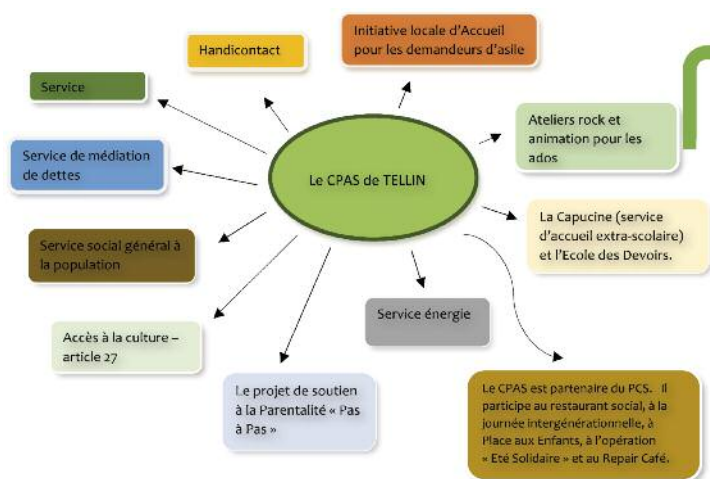 Initiative locale d'Accueil
pour les demandeurs d'asile
Handicontact
Service
Ateliers rock et
animation pour les
ados
Service de médiation
de dettes
Le CPAS de TELLIN
La Capucine (service
d'accueil extra-scolaire)
et l'Ecole des Devoirs.
Service social général à
la population
Service énergie
Accès à la culture –
article 27
Le projet de soutien
à la Parentalité « Pas
à Pas »
Le CPAS est partenaire du PCS. Il
participe au restaurant social, à la
journée intergénérationnelle, à
Place aux Enfants, à l'opération
« Eté Solidaire » et au Repair Café.